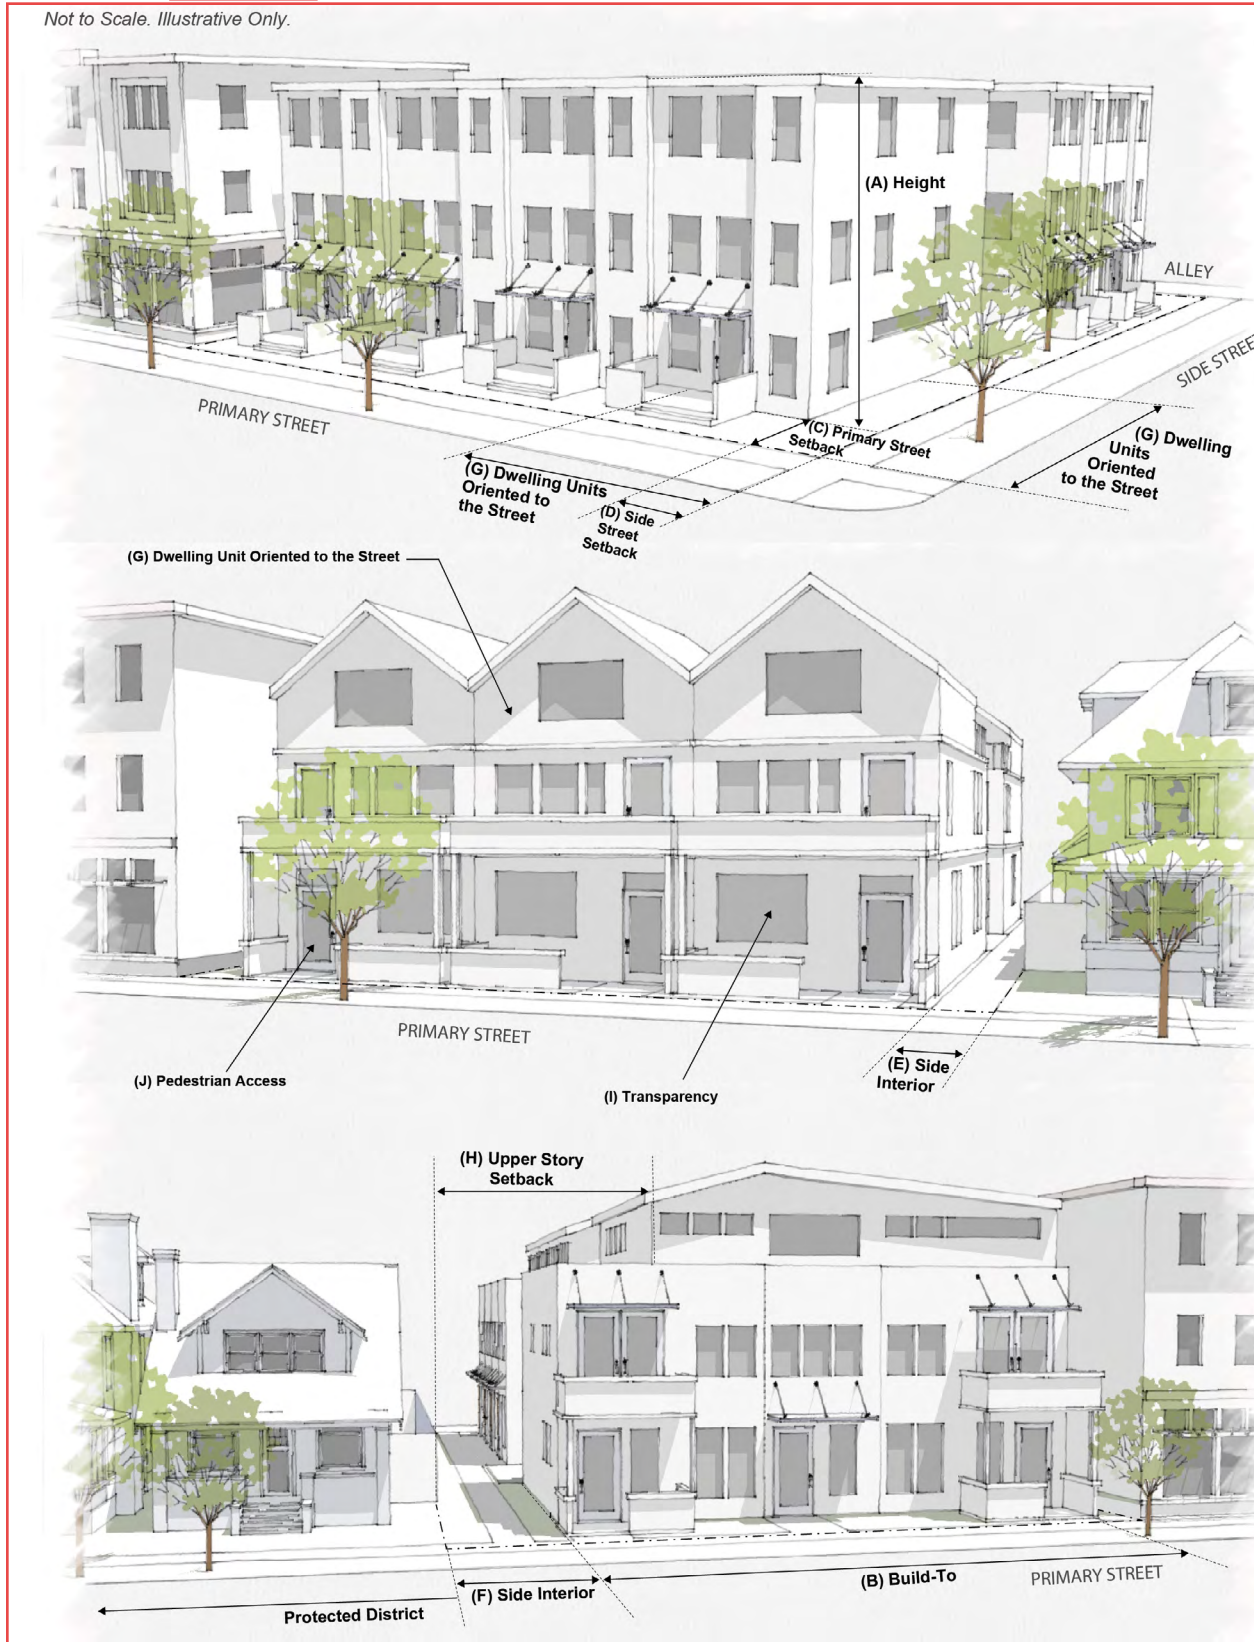 Not to Scale. Illustrative Only.
(A) Height
ALLEY
SIDE STREET
PRIMARY STREET
(C) Primary Street
Setback
(G) Dwelling
Units
Oriented
to the Street
(G) Dwelling Units
Oriented to
the Street
(D) Side
Street
Setback
(G) Dwelling Unit Oriented to the Street
PRIMARY STREET
(E) Side
Interior
(J) Pedestrian Access
(I) Transparency
(H) Upper Story
Setback
(B) Build-To
PRIMARY STREET
(F) Side Interior
Protected District